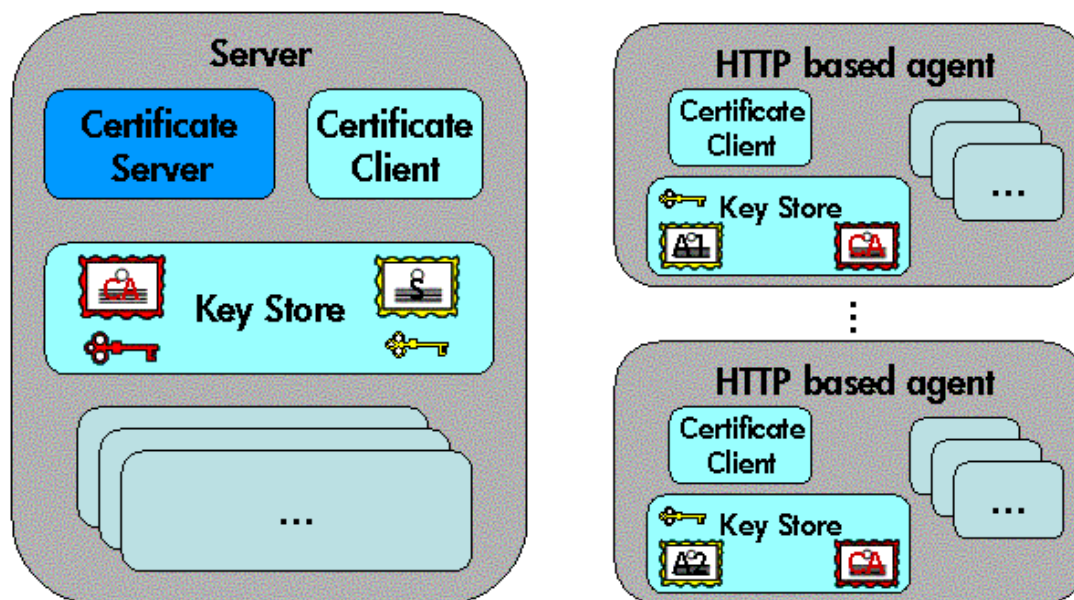 Server
Certificate
Server
Certificate
Client
CA
S
Key Store
...
HTTP based agent
Certificate
Client
...
Key Store
A1
CA
HTTP based agent
Certificate
Client
...
Key Store
A2
CA